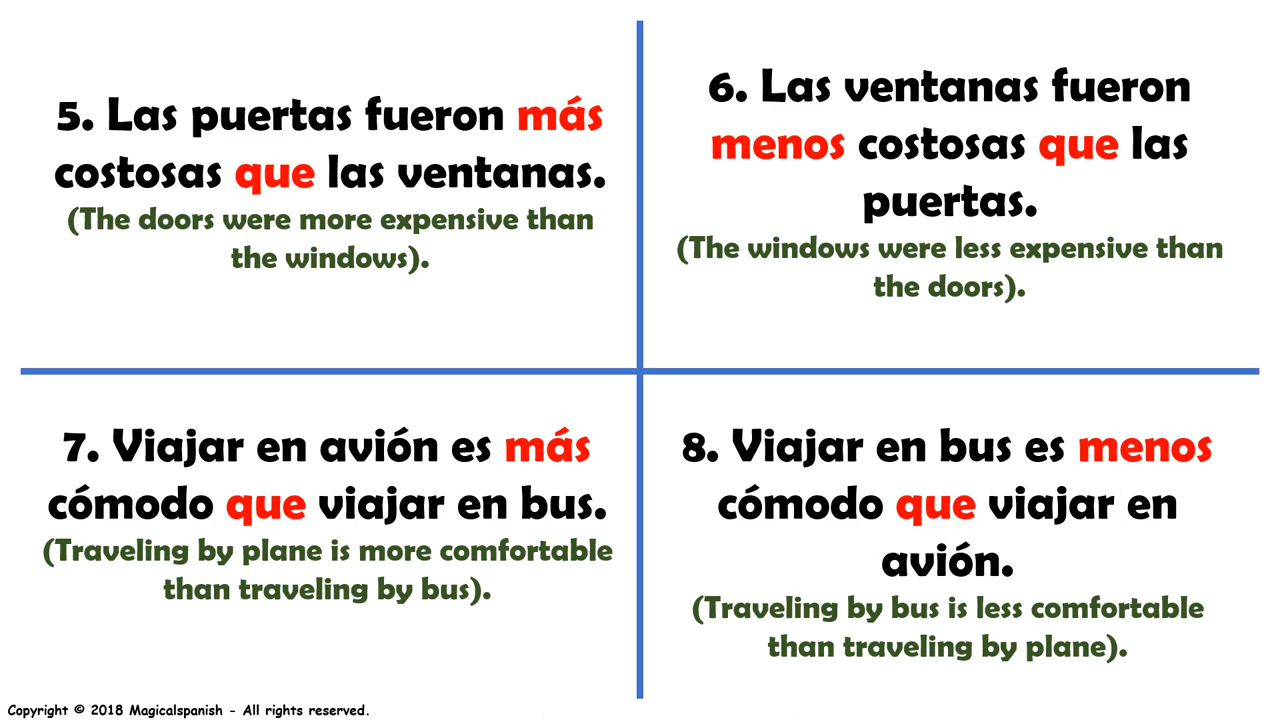 5. Las puertas fueron más
costosas que las ventanas.
(The doors were more expensive than
the windows).
6. Las ventanas fueron
menos costosas que las
puertas.
(The windows were less expensive than
the doors).
7. Viajar en avión es más
cómodo que viajar en bus.
(Traveling by plane is more comfortable
than traveling by bus).
8. Viajar en bus es menos
cómodo que viajar en
avión.
(Traveling by bus is less comfortable
than traveling by plane).
Copyright © 2018 Magicalspanish - All rights reserved.